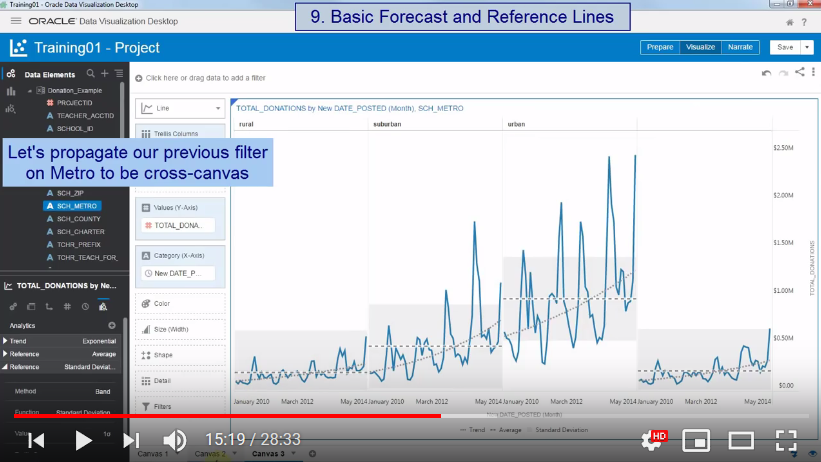 Training01 - Oracle Data Visualization Desktop
9. Basic Forecast and Reference Lines
ORACLE Data Visualization Desktop
Training01 - Project
Prepare
Visualize
Narrate
Save
Data Elements
Click here or drag data to add a filter
Donation_Example
PROJECTID
TEACHER_ACCTID
SCHOOL_ID
Let's propagate our previous filter
on Metro to be cross-canvas
SCH_ZIP
SCH_METRO
SCH_COUNTY
SCH_CHARTER
TCHR_PREFIX
TCHR_TEACH_FOR_
Line
Trellis Columns
Values (Y-Axis)
TOTAL_DONA...
Category (X-Axis)
New DATE_P...
Color
Size (Width)
Shape
Detail
Filters
TOTAL_DONATIONS by New DATE_POSTED (Month), SCH_METRO
rural
suburban
urban
$2.50M
$2.00M
$1.50M
$1.00M
$0.50M
$0.00
TOTAL_DONATIONS
January 2010 March 2012 May 2014 January 2010 March 2012 May 2014 January 2010 March 2012 May 2014 January 2010 March 2012 May 2014
New DATE_POSTED (Month)
Trend Average Standard Deviation
TOTAL_DONATIONS by Ne...
Analytics
Trend Exponential
Reference Average
Reference Standard Deviat...
Method Band
Function Standard Deviation
1σ
15:19 / 28:33
HD
Canvas 1
Canvas 2
Canvas 3